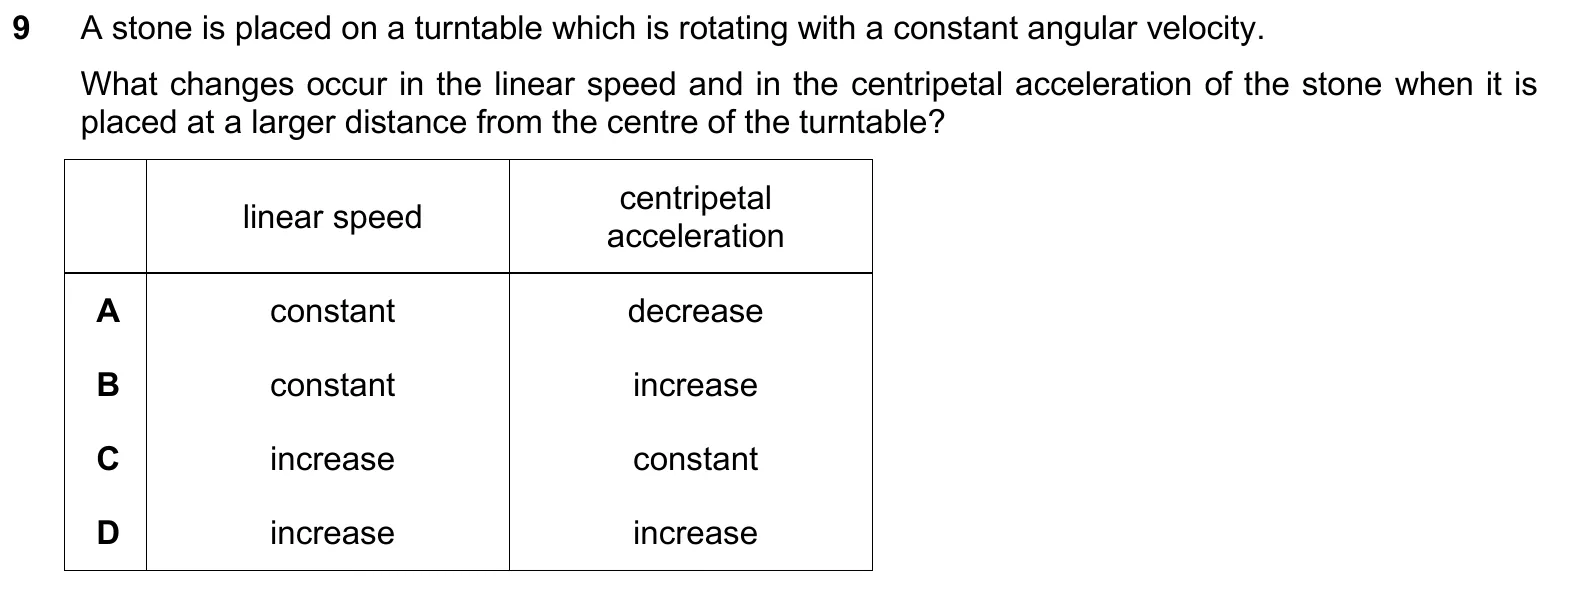 9 A stone is placed on a turntable which is rotating with a constant angular velocity.
What changes occur in the linear speed and in the centripetal acceleration of the stone when it is
placed at a larger distance from the centre of the turntable?
linear speed centripetal
acceleration
A constant decrease
B constant increase
C increase constant
D increase increase